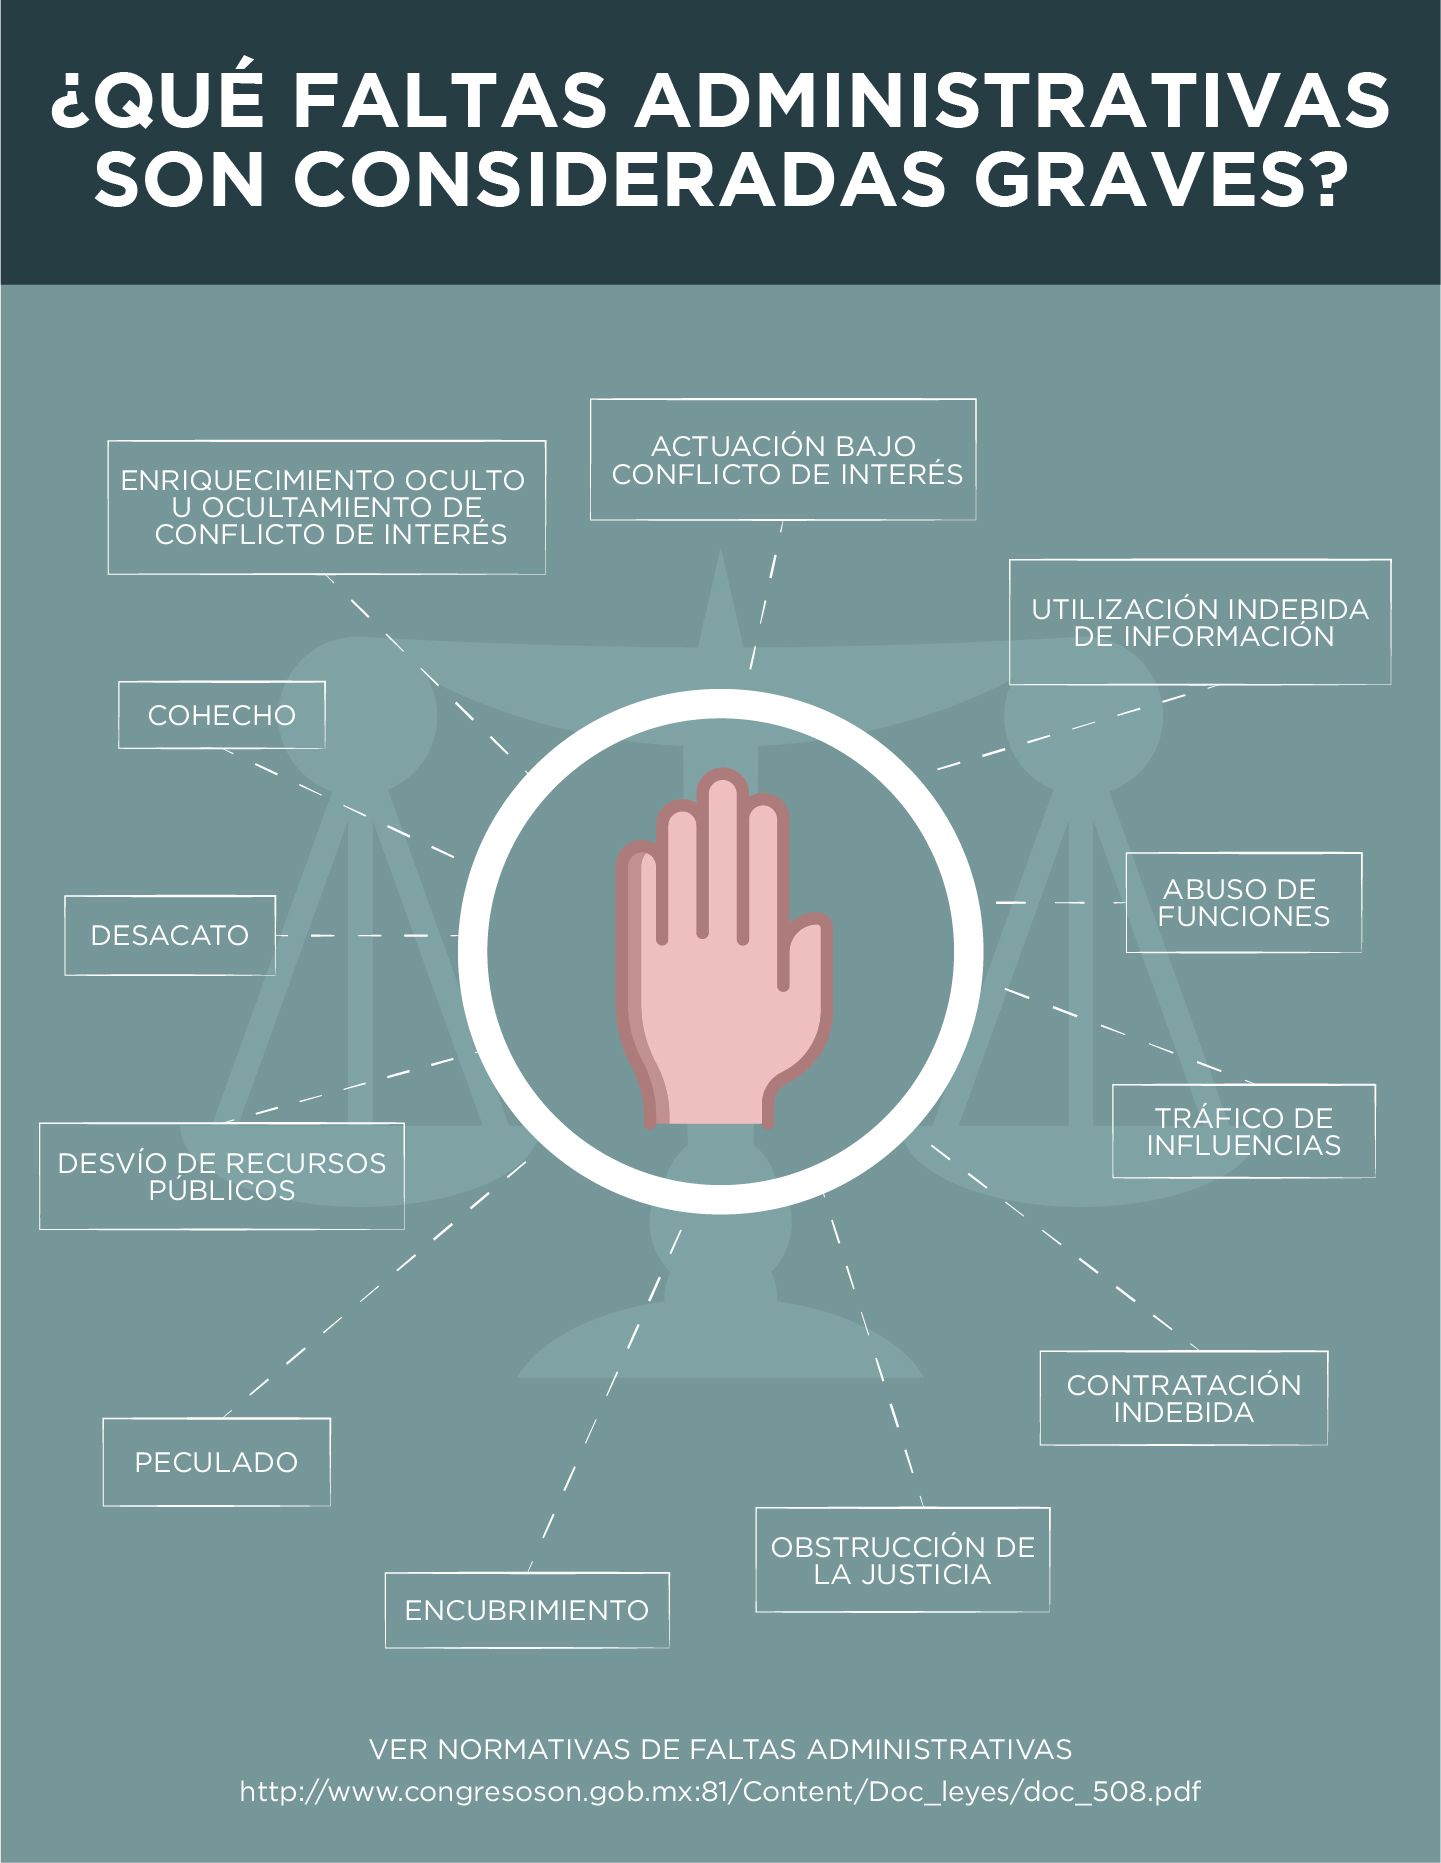 ¿QUÉ FALTAS ADMINISTRATIVAS
SON CONSIDERADAS GRAVES?
ACTUACIÓN BAJO
CONFLICTO DE INTERÉS
ENRIQUECIMIENTO OCULTO
U OCULTAMIENTO DE
CONFLICTO DE INTERÉS
UTILIZACIÓN INDEBIDA
DE INFORMACIÓN
COHECHO
ABUSO DE
FUNCIONES
DESACATO
TRÁFICO DE
INFLUENCIAS
DESVÍO DE RECURSOS
PÚBLICOS
CONTRATACIÓN
INDEBIDA
PECULADO
OBSTRUCCIÓN DE
LA JUSTICIA
ENCUBRIMIENTO
VER NORMATIVAS DE FALTAS ADMINISTRATIVAS
http://www.congresoson.gob.mx:81/Content/Doc_leyes/doc_508.pdf